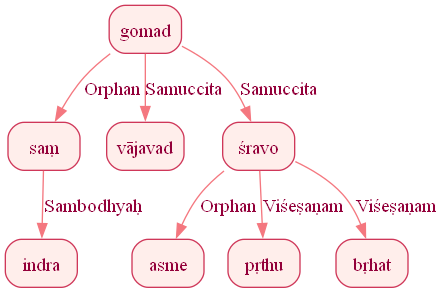 gomad
Orphan Samuccita Samuccita
saṃ vājavad śravo
Sambodhyaḥ Orphan Viśeṣaṇam Viśeṣaṇam
indra asme pṛthu bṛhat